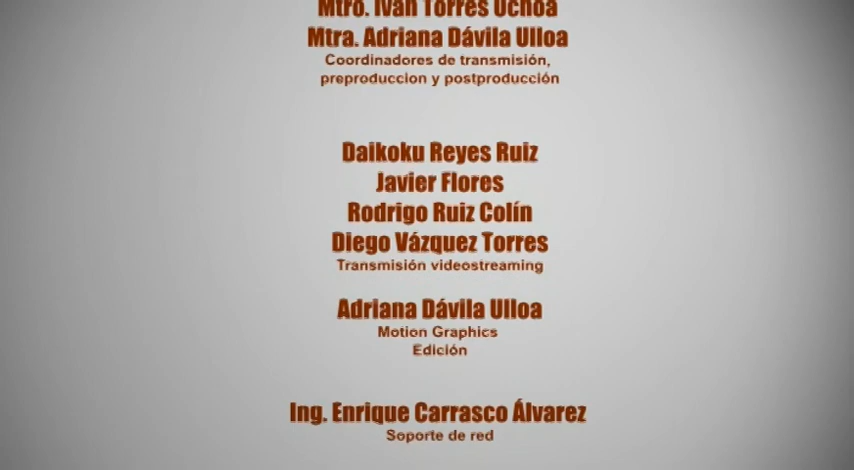 Mtro. Iván Torres Ochoa
Mtra. Adriana Dávila Ulloa
Coordinadores de transmisión,
preproduccion y postproducción
Daikoku Reyes Ruiz
Javier Flores
Rodrigo Ruiz Colín
Diego Vázquez Torres
Transmisión videostreaming
Adriana Dávila Ulloa
Motion Graphics
Edición
Ing. Enrique Carrasco Álvarez
Soporte de red